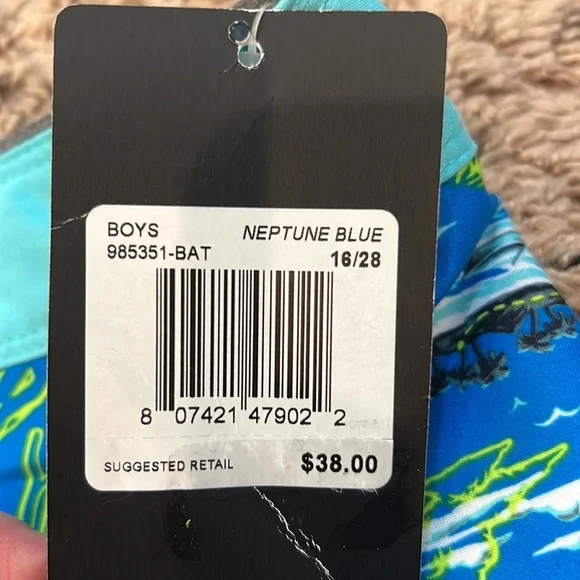 BOYS NEPTUNE BLUE
985351-BAT 16/28
8 07421 47902 2
SUGGESTED RETAIL $38.00